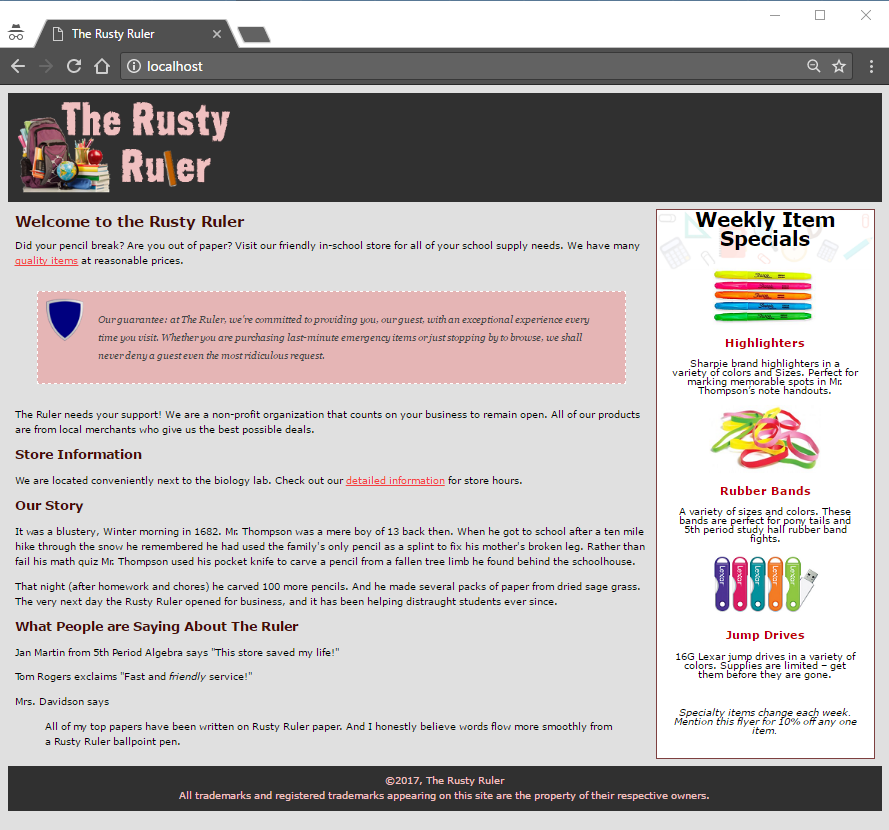 The Rusty Ruler
localhost
The Rusty
Ruler
Welcome to the Rusty Ruler
Did your pencil break? Are you out of paper? Visit our friendly in-school store for all of your school supply needs. We have many
quality items at reasonable prices.
Our guarantee: at The Ruler, we're committed to providing you, our guest, with an exceptional experience every
time you visit. Whether you are purchasing last-minute emergency items or just stopping by to browse, we shall
never deny a guest even the most ridiculous request.
The Ruler needs your support! We are a non-profit organization that counts on your business to remain open. All of our products
are from local merchants who give us the best possible deals.
Store Information
We are located conveniently next to the biology lab. Check out our detailed information for store hours.
Our Story
It was a blustery, Winter morning in 1682. Mr. Thompson was a mere boy of 13 back then. When he got to school after a ten mile
hike through the snow he remembered he had used the family's only pencil as a splint to fix his mother's broken leg. Rather than
fail his math quiz Mr. Thompson used his pocket knife to carve a pencil from a fallen tree limb he found behind the schoolhouse.
That night (after homework and chores) he carved 100 more pencils. And he made several packs of paper from dried sage grass.
The very next day the Rusty Ruler opened for business, and it has been helping distraught students ever since.
What People are Saying About The Ruler
Jan Martin from 5th Period Algebra says "This store saved my life!"
Tom Rogers exclaims "Fast and friendly service!"
Mrs. Davidson says
All of my top papers have been written on Rusty Ruler paper. And I honestly believe words flow more smoothly from
a Rusty Ruler ballpoint pen.
Weekly Item
Specials
Highlighters
Sharpie brand highlighters in a
variety of colors and Sizes. Perfect for
marking memorable spots in Mr.
Thompson's note handouts.
Rubber Bands
A variety of sizes and colors. These
bands are perfect for pony tails and
5th period study hall rubber band
fights.
Lexar Lexar Lexar Lexar Lexar
Jump Drives
16G Lexar jump drives in a variety of
colors. Supplies are limited – get
them before they are gone.
Specialty items change each week.
Mention this flyer for 10% off any one
item.
©2017, The Rusty Ruler
All trademarks and registered trademarks appearing on this site are the property of their respective owners.